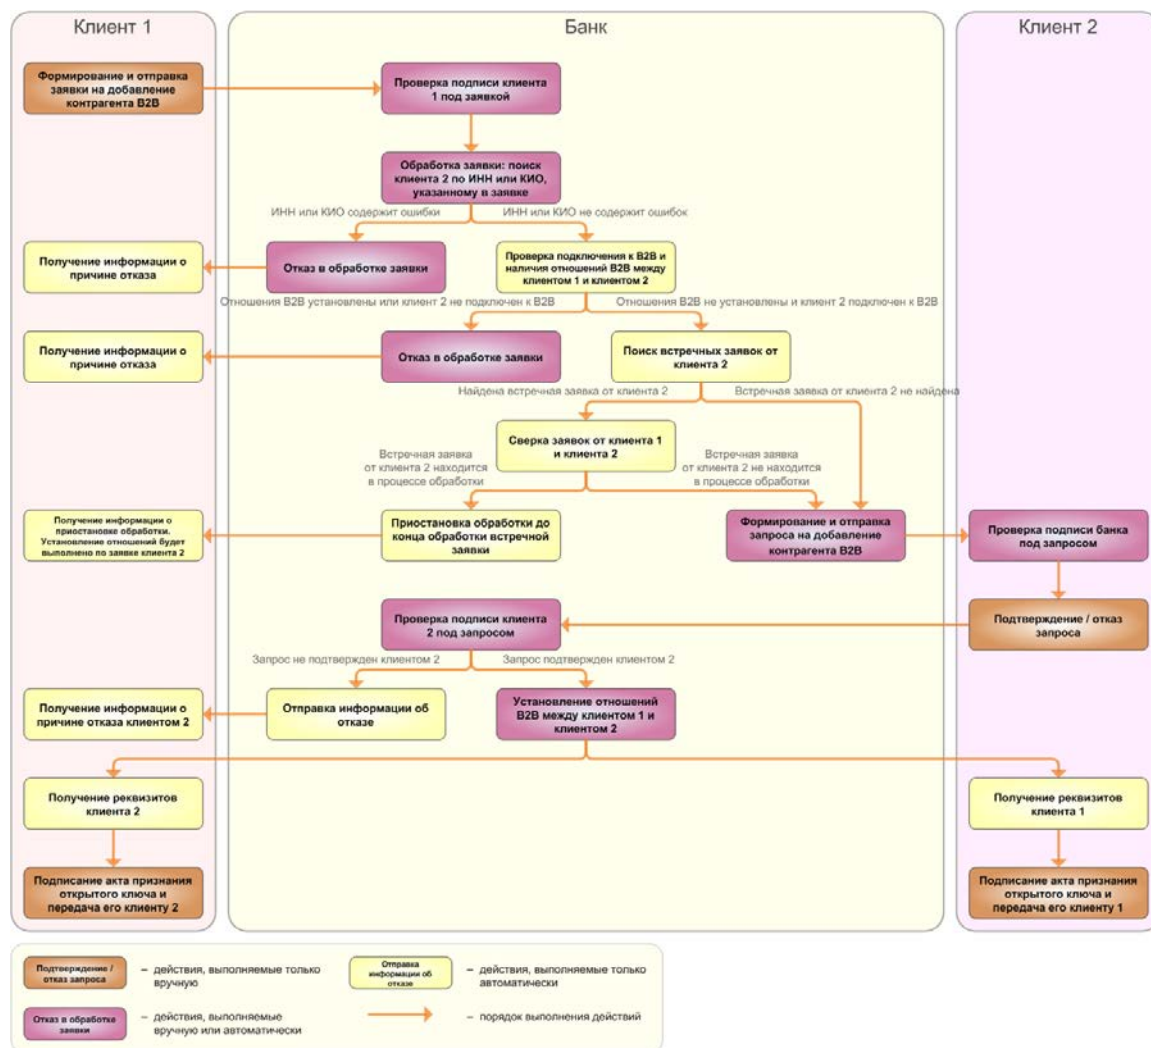 Клиент 1
Банк
Клиент 2
Формирование и отправка
заявки на добавление
контрагента B2B
Проверка подписи клиента
1 под заявкой
Обработка заявки: поиск
клиента 2 по ИНН или КИО,
указанному в заявке
ИНН или КИО содержит ошибки
ИНН или КИО не содержит ошибок
Получение информации о
причине отказа
Отказ в обработке заявки
Проверка подключения к B2B и
наличия отношений B2B между
клиентом 1 и клиентом 2
Отношения B2B установлены или клиент 2 не подключен к B2B
Отношения B2B не установлены и клиент 2 подключен к B2B
Получение информации о
причине отказа
Отказ в обработке заявки
Поиск встречных заявок от
клиента 2
Найдена встречная заявка от клиента 2
Встречная заявка от клиента 2 не найдена
Сверка заявок от клиента 1
и клиента 2
Встречная заявка
от клиента 2 находится
в процессе обработки
Встречная заявка
от клиента 2 не находится
в процессе обработки
Получение информации о
приостановке обработки.
Установление отношений будет
выполнено по заявке клиента 2
Приостановка обработки до
конца обработки встречной
заявки
Формирование и отправка
запроса на добавление
контрагента B2B
Проверка подписи банка
под запросом
Проверка подписи клиента
2 под запросом
Подтверждение / отказ
запроса
Запрос не подтвержден клиентом 2
Запрос подтвержден клиентом 2
Получение информации о
причине отказа клиентом 2
Отправка информации об
отказе
Установление отношений
B2B между клиентом 1 и
клиентом 2
Получение реквизитов
клиента 2
Получение реквизитов
клиента 1
Подписание акта признания
открытого ключа и
передача его клиенту 2
Подписание акта признания
открытого ключа и
передача его клиенту 1
Подтверждение /
отказ запроса
– действия, выполняемые только
вручную
Отправка
информации об
отказе
– действия, выполняемые только
автоматически
Отказ в обработке
заявки
– действия, выполняемые
вручную или автоматически
– порядок выполнения действий